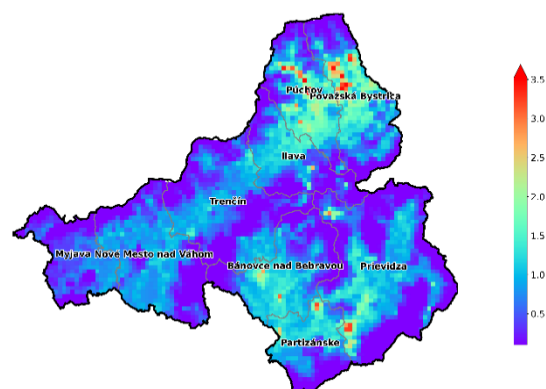 3.5
Púchov
Považská Bystrica
3.0
2.5
Ilava
2.0
Trenčín
1.5
Myjava Nové Mesto nad Váhom
Bánovce nad Bebravou
Prievidza
1.0
0.5
Partizánske